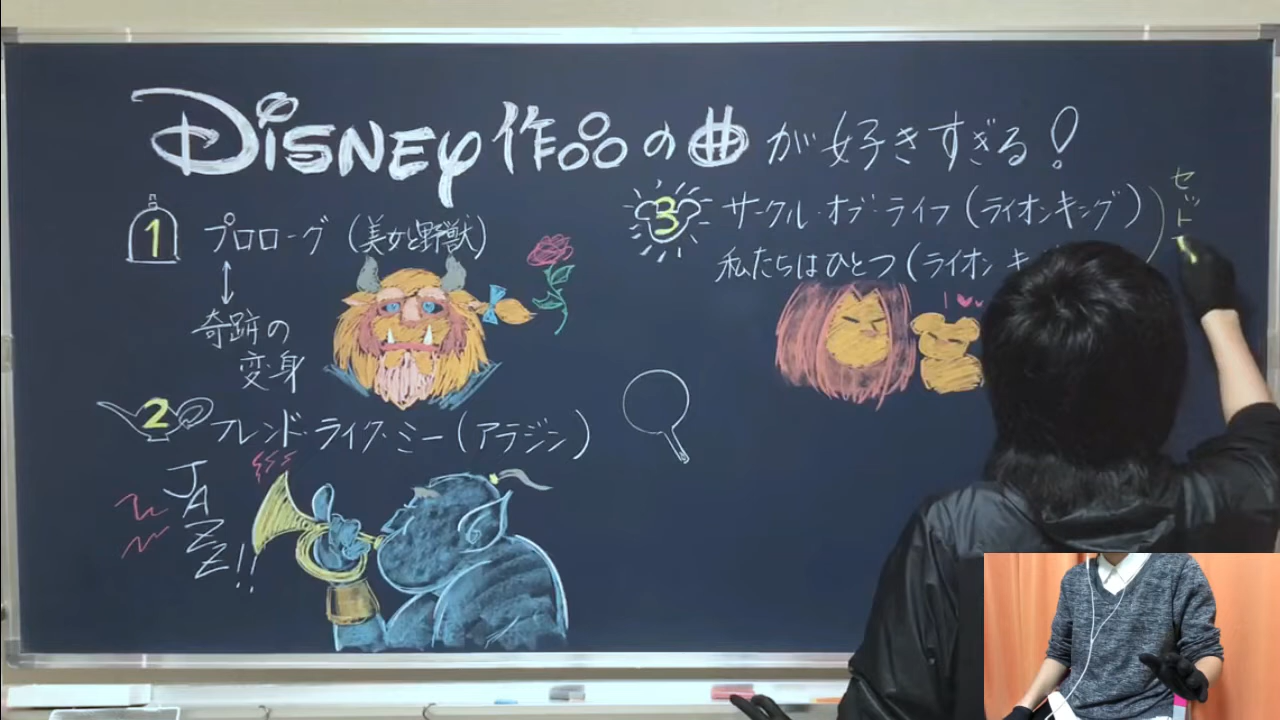 DISNEY作品の曲が好きすぎる!
1 プロローグ(美女と野獣)
↕
奇跡の
変身
2 フレンド・ライク・ミー(アラジン)
JAZZ!!
3 サークル・オブ・ライフ(ライオンキング)
私たちはひとつ(ライオンキ
セット
I♥♥